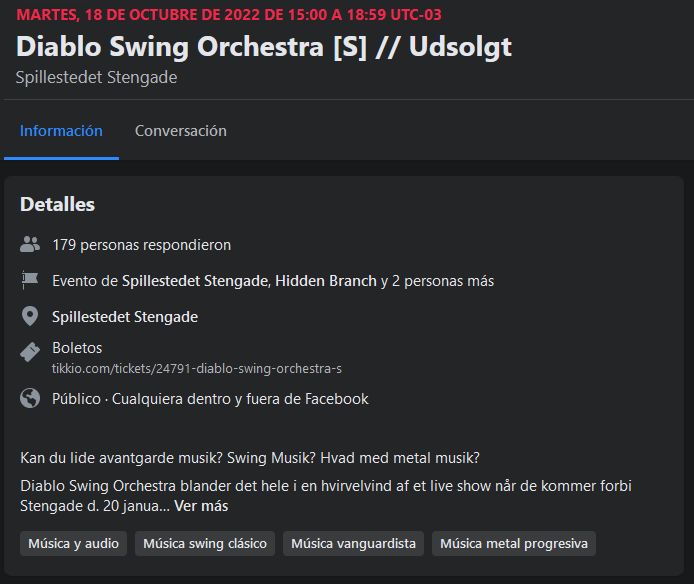 MARTES, 18 DE OCTUBRE DE 2022 DE 15:00 A 18:59 UTC-03
Diablo Swing Orchestra [S] // Udsolgt
Spillestedet Stengade
Información Conversación
Detalles
179 personas respondieron
Evento de Spillestedet Stengade, Hidden Branch y 2 personas más
Spillestedet Stengade
Boletos
tikkio.com/tickets/24791-diablo-swing-orchestra-s
Público · Cualquiera dentro y fuera de Facebook
Kan du lide avantgarde musik? Swing Musik? Hvad med metal musik?
Diablo Swing Orchestra blander det hele i en hvirvelvind af et live show når de kommer forbi
Stengade d. 20 janua... Ver más
Música y audio Música swing clásico Música vanguardista Música metal progresiva